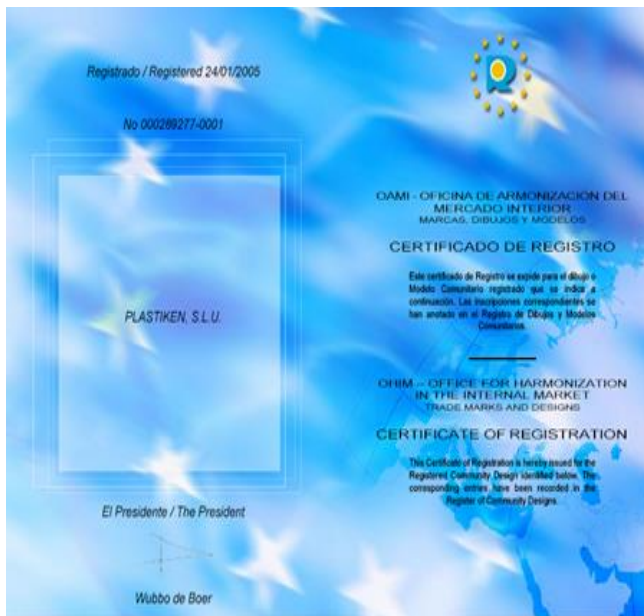 Registrado / Registered 24/01/2005
No 000289277-0001
PLASTIKEN, S.L.U.
El Presidente / The President
Wubbo de Boer
OAMI - OFICINA DE ARMONIZACIÓN DEL
MERCADO INTERIOR
MARCAS, DIBUJOS Y MODELOS
CERTIFICADO DE REGISTRO
Este certificado de Registro se expide para el dibujo o
Modelo Comunitario registrado que se indica a
continuación. Las inscripciones correspondientes se
han anotado en el Registro de Dibujos y Modelos
Comunitarios.
OHIM – OFFICE FOR HARMONIZATION
IN THE INTERNAL MARKET
TRADE MARKS AND DESIGNS
CERTIFICATE OF REGISTRATION
This Certificate of Registration is hereby issued for the
Registered Community Design identified below. The
corresponding entries have been recorded in the
Register of Community Designs.